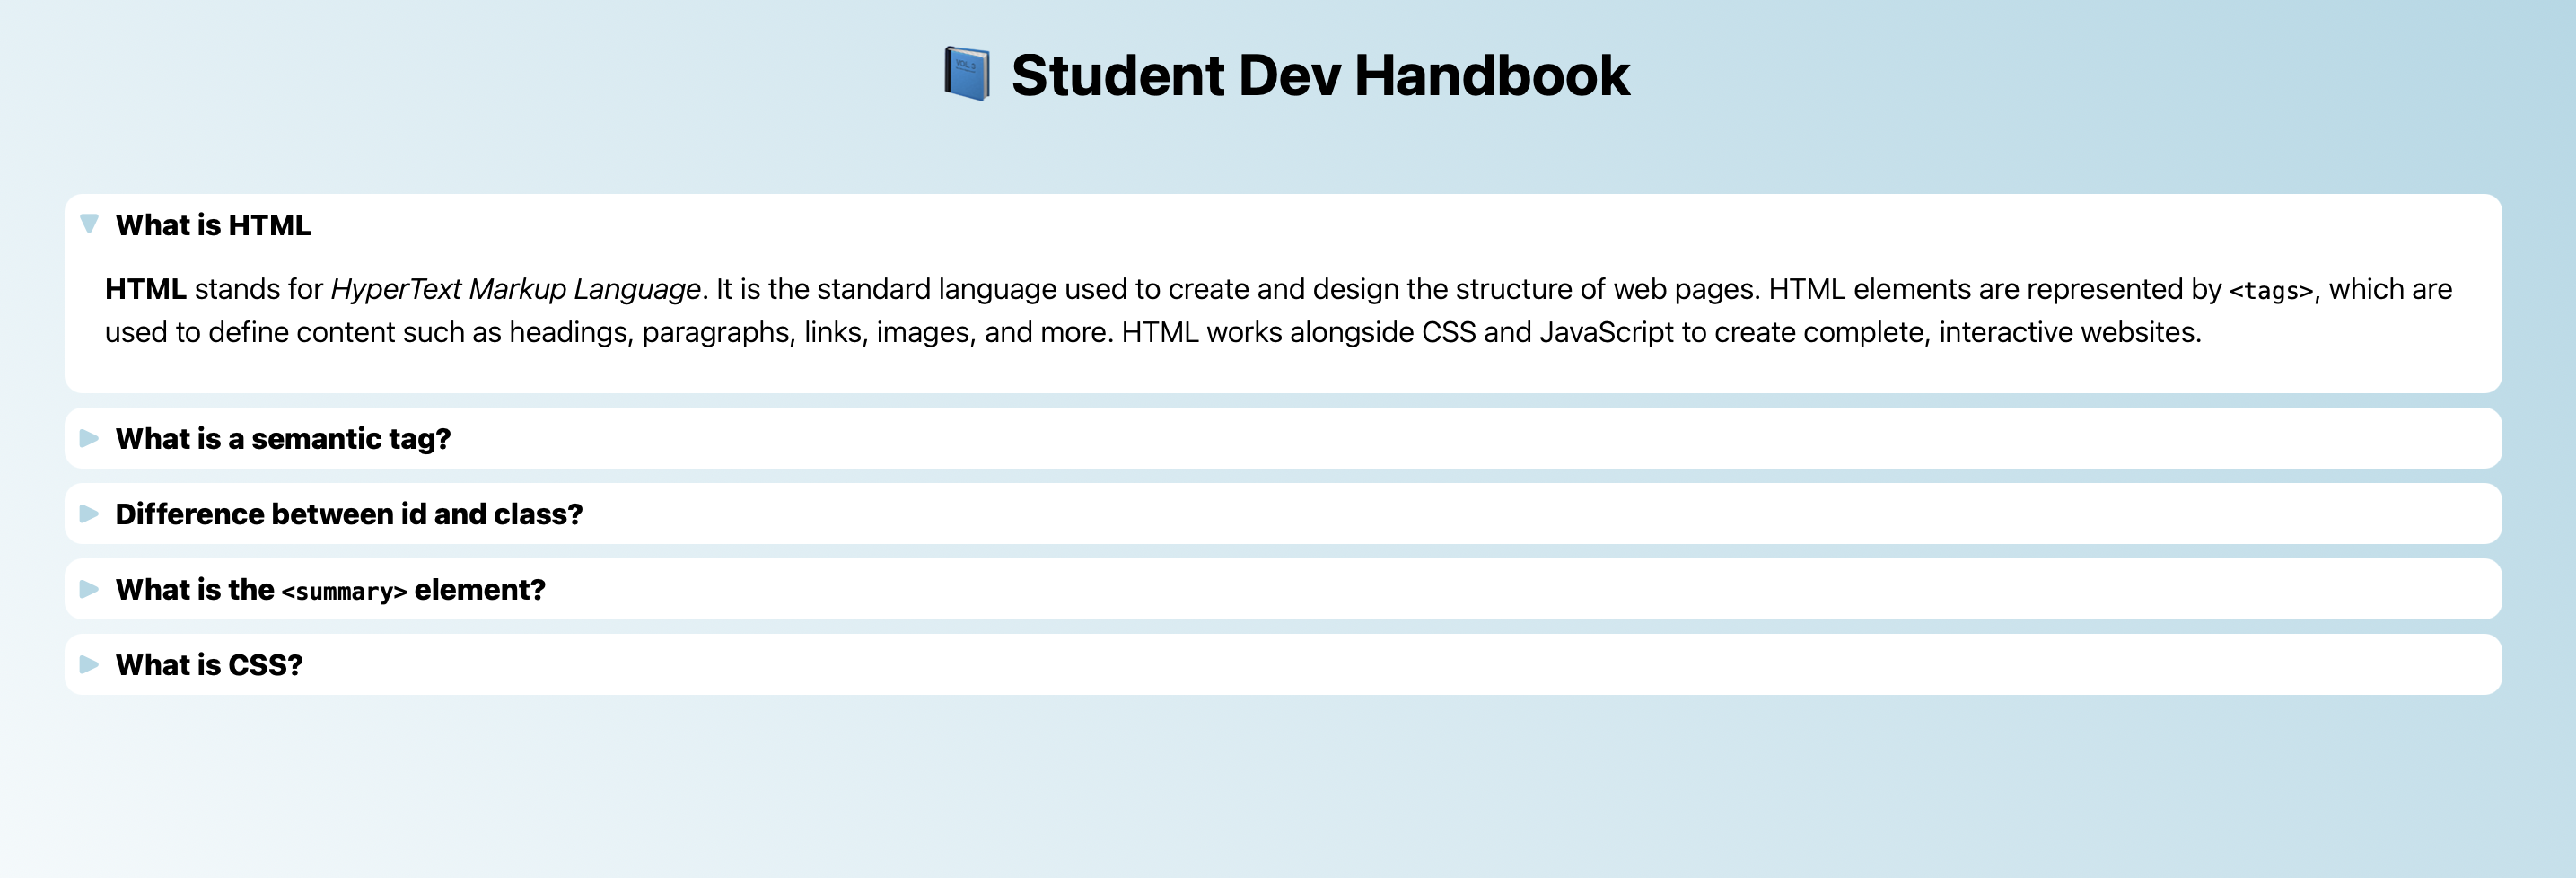 📘 Student Dev Handbook
What is HTML
HTML stands for HyperText Markup Language. It is the standard language used to create and design the structure of web pages. HTML elements are represented by <tags>, which are
used to define content such as headings, paragraphs, links, images, and more. HTML works alongside CSS and JavaScript to create complete, interactive websites.
What is a semantic tag?
Difference between id and class?
What is the <summary> element?
What is CSS?